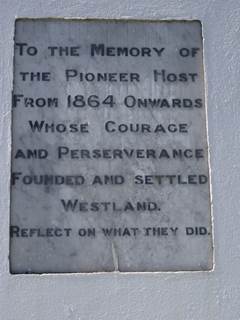 To the Memory of
the Pioneer Host
From 1864 Onwards
Whose Courage
and Perserverance
Founded and settled
Westland.
Reflect on what they did.